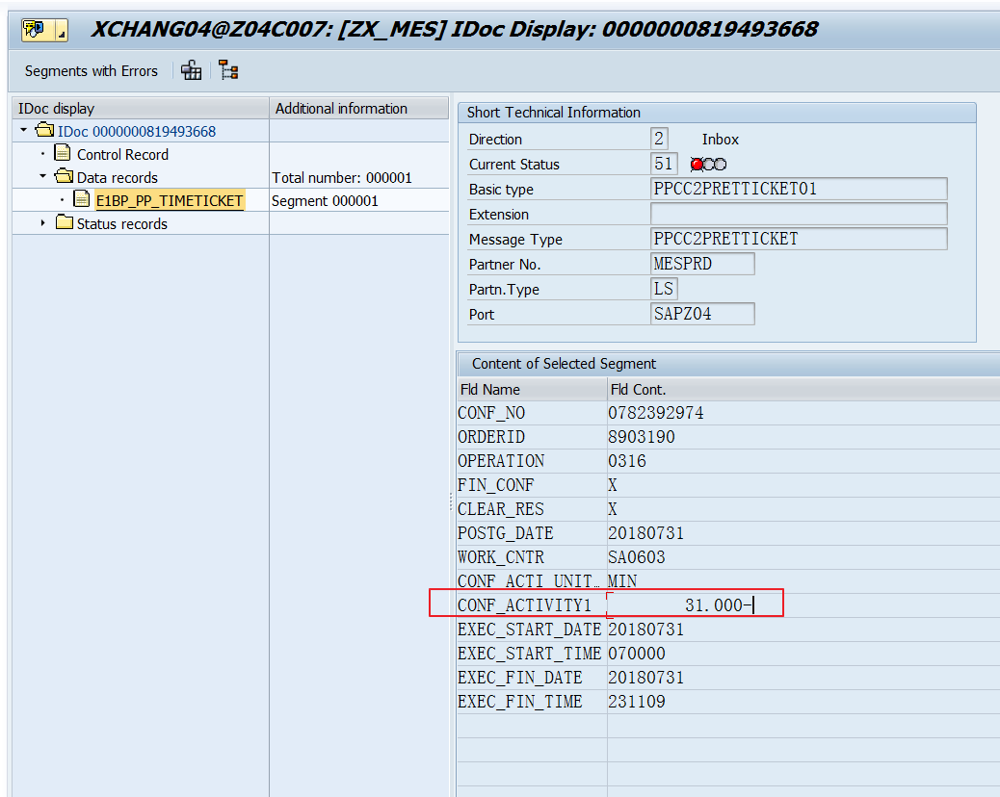 XCHANG04@Z04C007: [ZX_MES] IDoc Display: 0000000819493668
Segments with Errors
IDoc display Additional information
IDoc 0000000819493668
Control Record
Data records Total number: 000001
E1BP_PP_TIMETICKET Segment 000001
Status records
Short Technical Information
Direction 2 Inbox
Current Status 51
Basic type PPCC2PRETTICKET01
Extension
Message Type PPCC2PRETTICKET
Partner No. MESPRD
Partn.Type LS
Port SAPZ04
Content of Selected Segment
Fld Name Fld Cont.
CONF_NO 0782392974
ORDERID 8903190
OPERATION 0316
FIN_CONF X
CLEAR_RES X
POSTG_DATE 20180731
WORK_CNTR SA0603
CONF_ACTI_UNIT… MIN
CONF_ACTIVITY1 31.000-
EXEC_START_DATE 20180731
EXEC_START_TIME 070000
EXEC_FIN_DATE 20180731
EXEC_FIN_TIME 231109